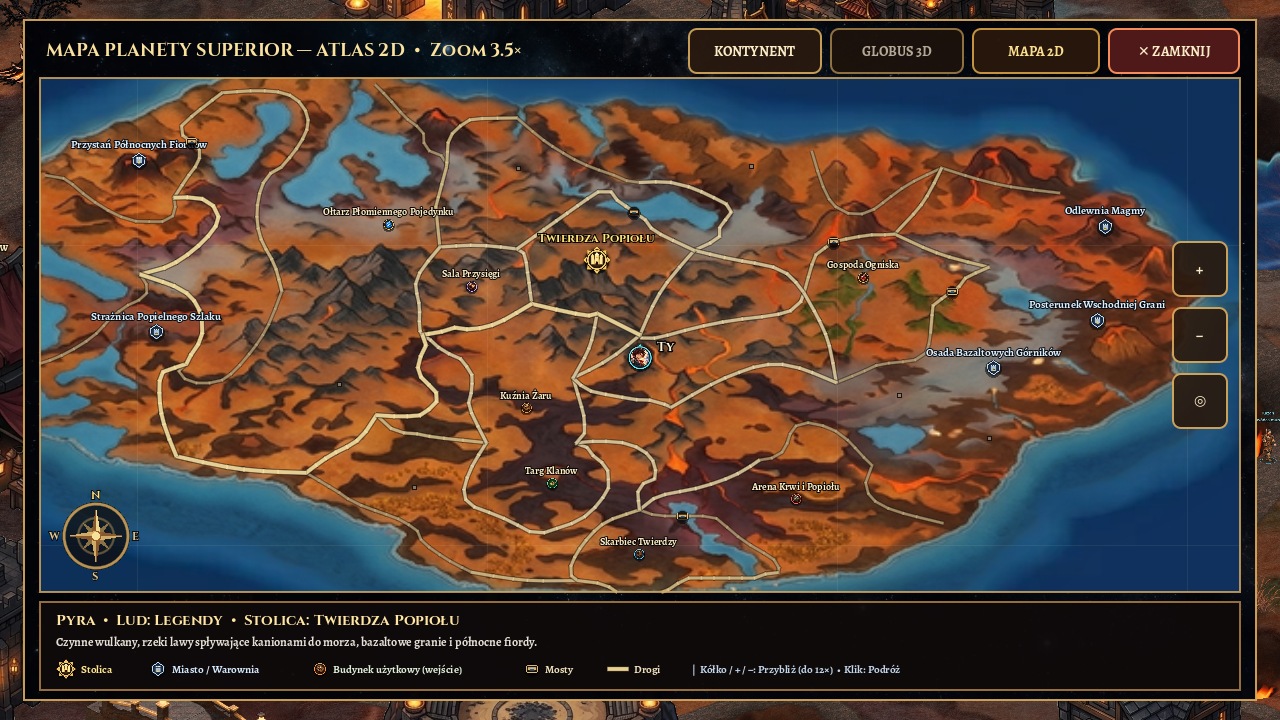 MAPA PLANETY SUPERIOR — ATLAS 2D • ZOOM 3.5×
KONTYNENT
GLOBUS 3D
MAPA 2D
× ZAMKNIJ
Przystań Północnych Fiordów
Ołtarz Płomiennego Pojedynku
Odlewnia Magmy
TWIERDZA POPIOŁU
Sala Przysięgi
Gospoda Ogniska
+
Strażnica Popielnego Szlaku
Posterunek Wschodniej Grani
−
TY
Osada Bazaltowych Górników
Kuźnia Żaru
◎
Targ Klanów
Arena Krwi i Popiołu
N
W
E
S
Skarbiec Twierdzy
PYRA • LUD: LEGENDY • STOLICA: TWIERDZA POPIOŁU
Czynne wulkany, rzeki lawy spływające kanionami do morza, bazaltowe granie i północne fiordy.
Stolica
Miasto / Warownia
Budynek użytkowy (wejście)
Mosty
Drogi
| Kółko / + / −: Przybliż (do 12×) • Klik: Podróż